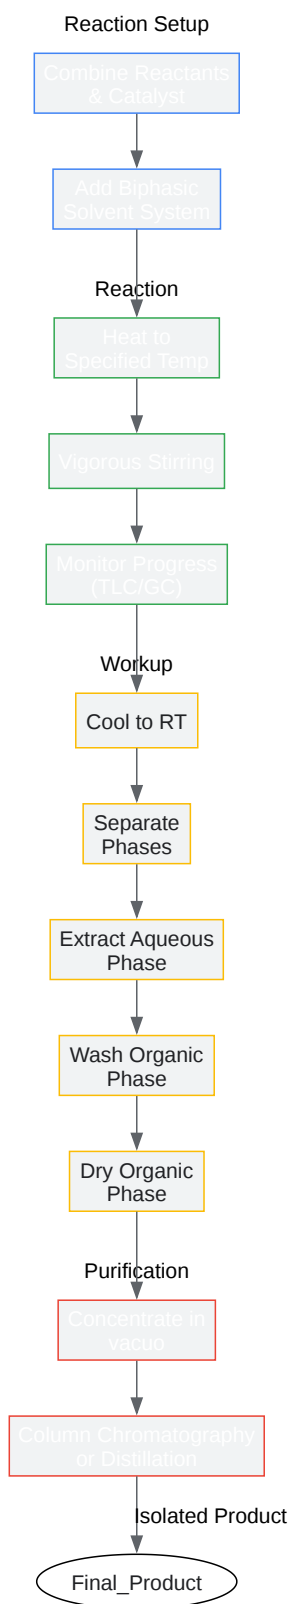 Reaction Setup
Combine Reactants
& Catalyst
Add Biphasic
Solvent System
Reaction
Heat to
Specified Temp
Vigorous Stirring
Monitor Progress
(TLC/GC)
Workup
Cool to RT
Separate
Phases
Extract Aqueous
Phase
Wash Organic
Phase
Dry Organic
Phase
Purification
Concentrate in
vacuo
Column Chromatography
or Distillation
Isolated Product
Final_Product